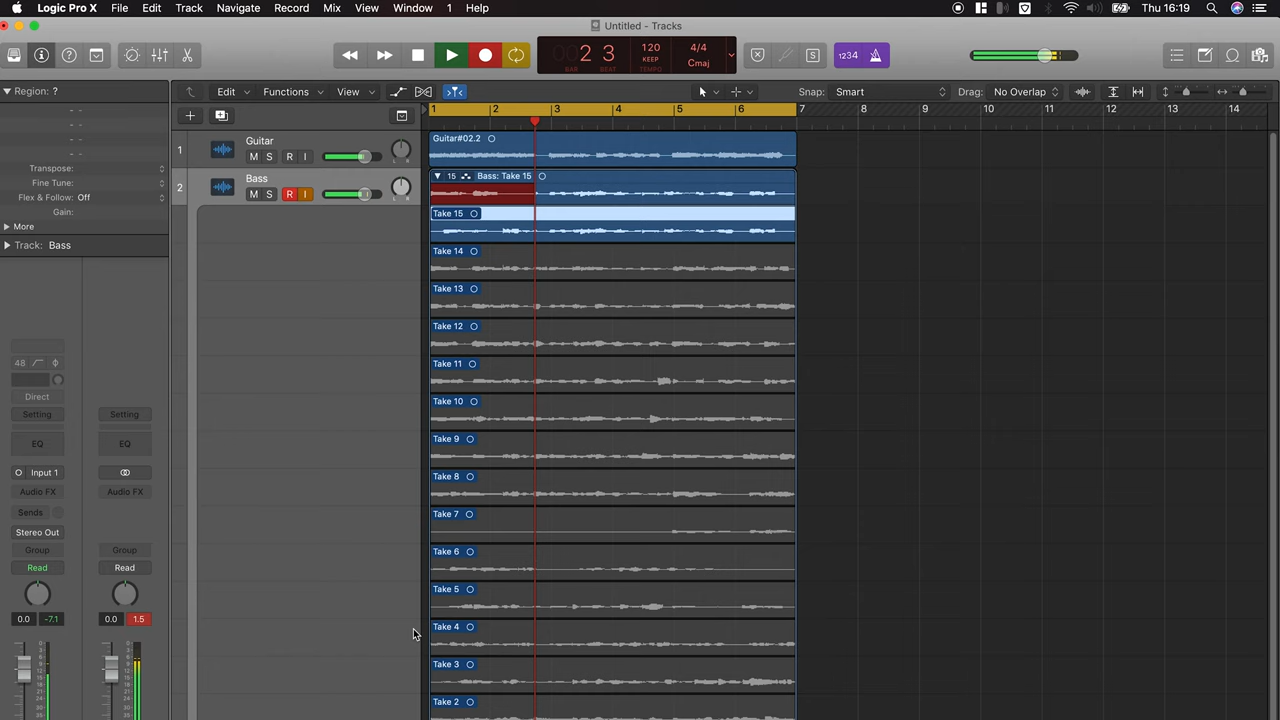 Logic Pro X File Edit Track Navigate Record Mix View Window 1 Help Thu 16:19
Untitled - Tracks
002 3 120 4/4
KEEP Cmaj
BAR BEAT TEMPO
1234
Region: ?
Edit Functions View Snap: Smart Drag: No Overlap
1 2 3 4 5 6 7 8 9 10 11 12 13 14
Transpose:
Fine Tune:
Flex & Follow: Off
Gain:
More
Track: Bass
1 Guitar
M S R I L R
2 Bass
M S R I L R
Guitar#02.2
15 Bass: Take 15
Take 15
Take 14
Take 13
Take 12
Take 11
Take 10
Take 9
Take 8
Take 7
Take 6
Take 5
Take 4
Take 3
Take 2
48
Direct
Setting Setting
EQ EQ
Input 1
Audio FX Audio FX
Sends
Stereo Out
Group Group
Read Read
0.0 -7.1 0.0 1.5